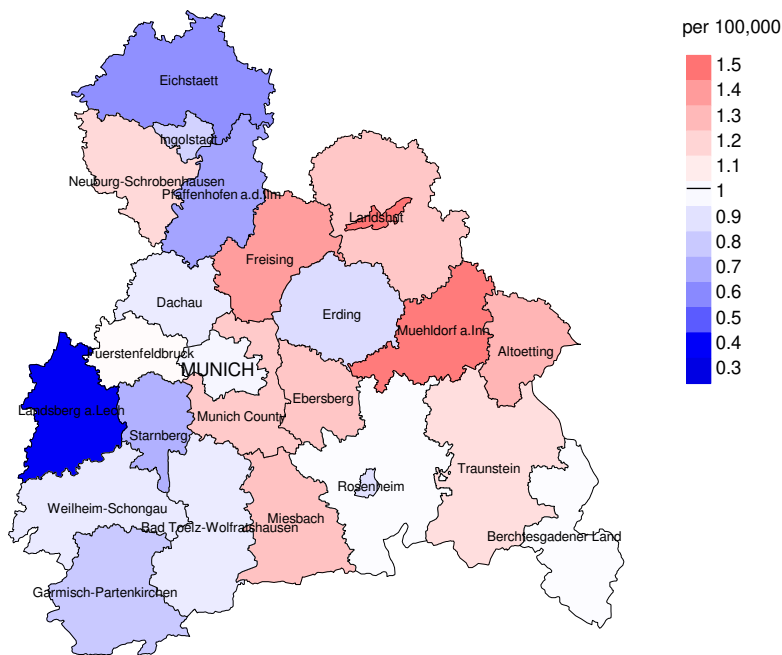 per 100,000
1.5
1.4
1.3
1.2
1.1
1
0.9
0.8
0.7
0.6
0.5
0.4
0.3
Eichstaett
Ingolstadt
Neuburg-Schrobenhausen
Pfaffenhofen a.d.Ilm
Landshut
Freising
Dachau
Erding
Muehldorf a.Inn
Altoetting
Fuerstenfeldbruck
MUNICH
Ebersberg
Landsberg a.Lech
Munich County
Starnberg
Traunstein
Rosenheim
Weilheim-Schongau
Miesbach
Bad Toelz-Wolfratshausen
Berchtesgadener Land
Garmisch-Partenkirchen